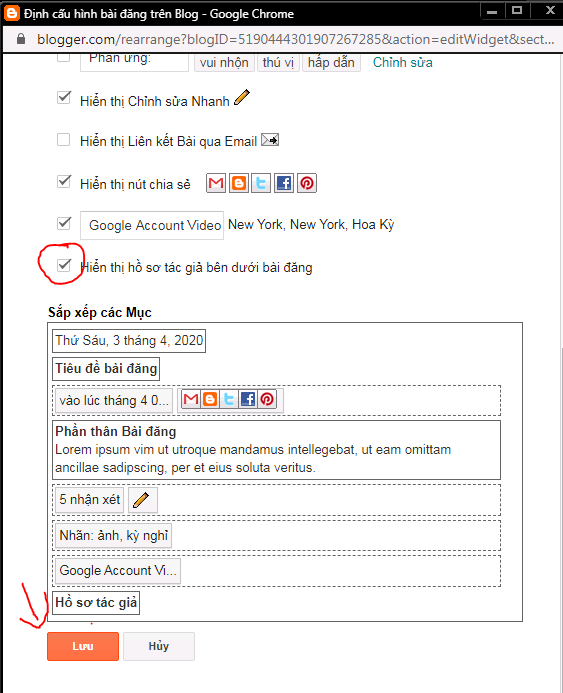 Định cấu hình bài đăng trên Blog - Google Chrome
blogger.com/rearrange?blogID=5190444301907267285&action=editWidget&sect...
Phản ứng: vui nhộn thú vị hấp dẫn Chỉnh sửa
Hiển thị Chỉnh sửa Nhanh
Hiển thị Liên kết Bài qua Email
Hiển thị nút chia sẻ
Google Account Video New York, New York, Hoa Kỳ
Hiển thị hồ sơ tác giả bên dưới bài đăng
Sắp xếp các Mục
Thứ Sáu, 3 tháng 4, 2020
Tiêu đề bài đăng
vào lúc tháng 4 0...
Phần thân Bài đăng
Lorem ipsum vim ut utroque mandamus intellegebat, ut eam omittam
ancillae sadipscing, per et eius soluta veritus.
5 nhận xét
Nhãn: ảnh, kỳ nghỉ
Google Account Vi...
Hồ sơ tác giả
Lưu Hủy